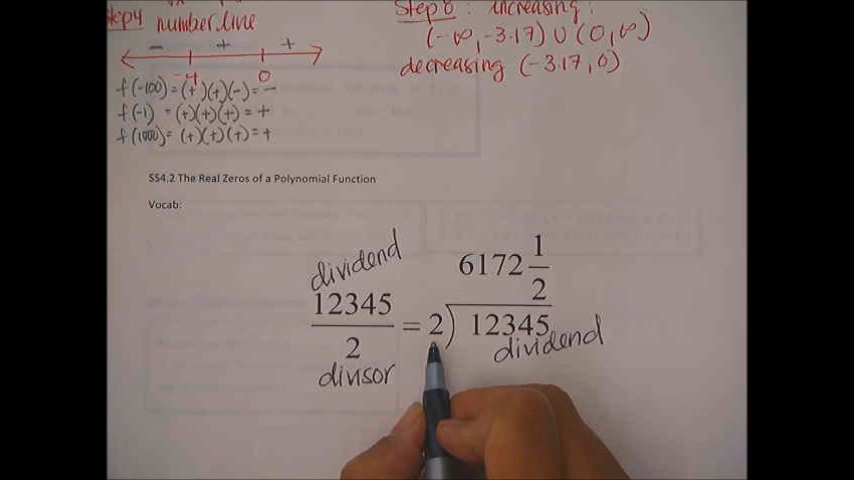 step4 number line
Step 8: increasing:
(-∞, -3.17) ∪ (0, ∞)
decreasing (-3.17, 0)
- + +
-4 0
f(-100) = (+)(+)(-) = -
f(-1) = (+)(+)(+) = +
f(1000) = (+)(+)(+) = +
SS4.2 The Real Zeros of a Polynomial Function
Vocab:
dividend
12345
2
divisor
=
6172 1/2
2) 12345
dividend